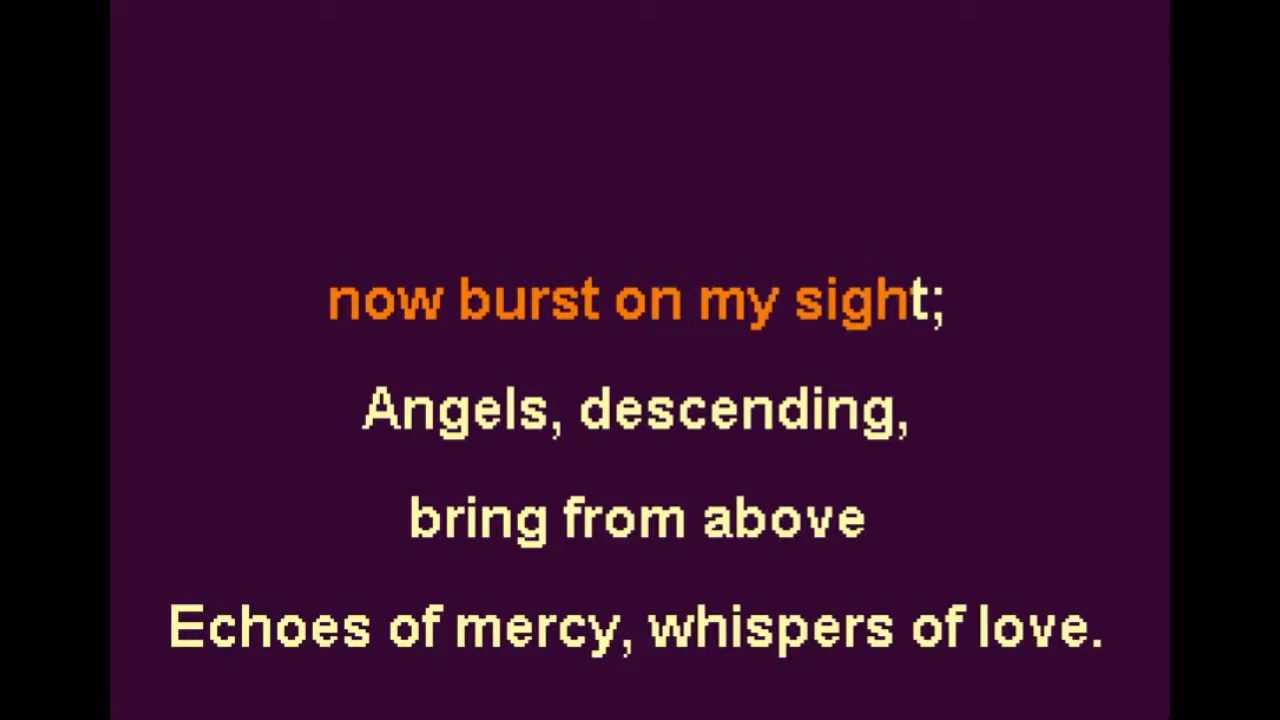 now burst on my sight;
Angels, descending,
bring from above
Echoes of mercy, whispers of love.